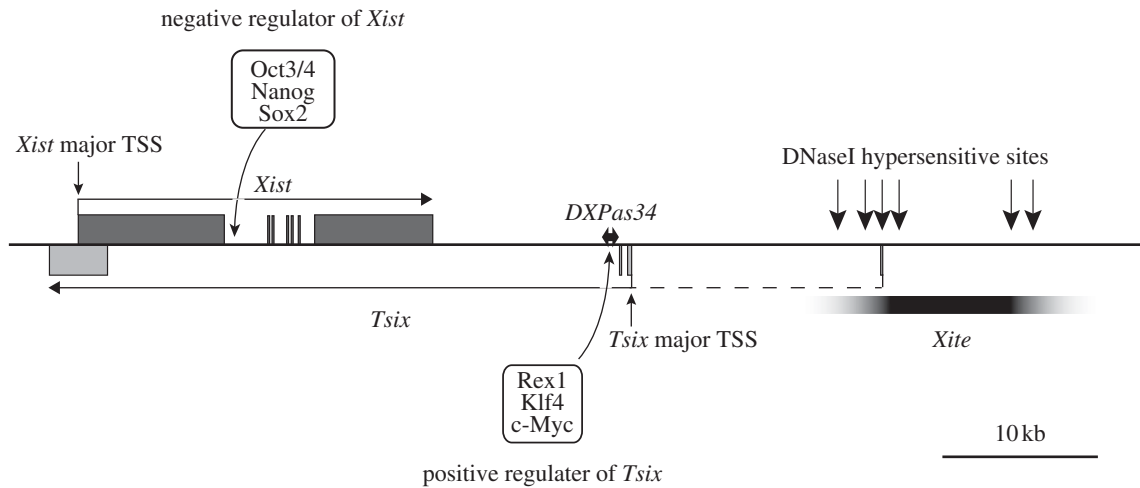 negative regulator of Xist
Oct3/4
Nanog
Sox2
Xist major TSS
Xist
DXPas34
DNaseI hypersensitive sites
Tsix
Tsix major TSS
Xite
Rex1
Klf4
c-Myc
10 kb
positive regulater of Tsix